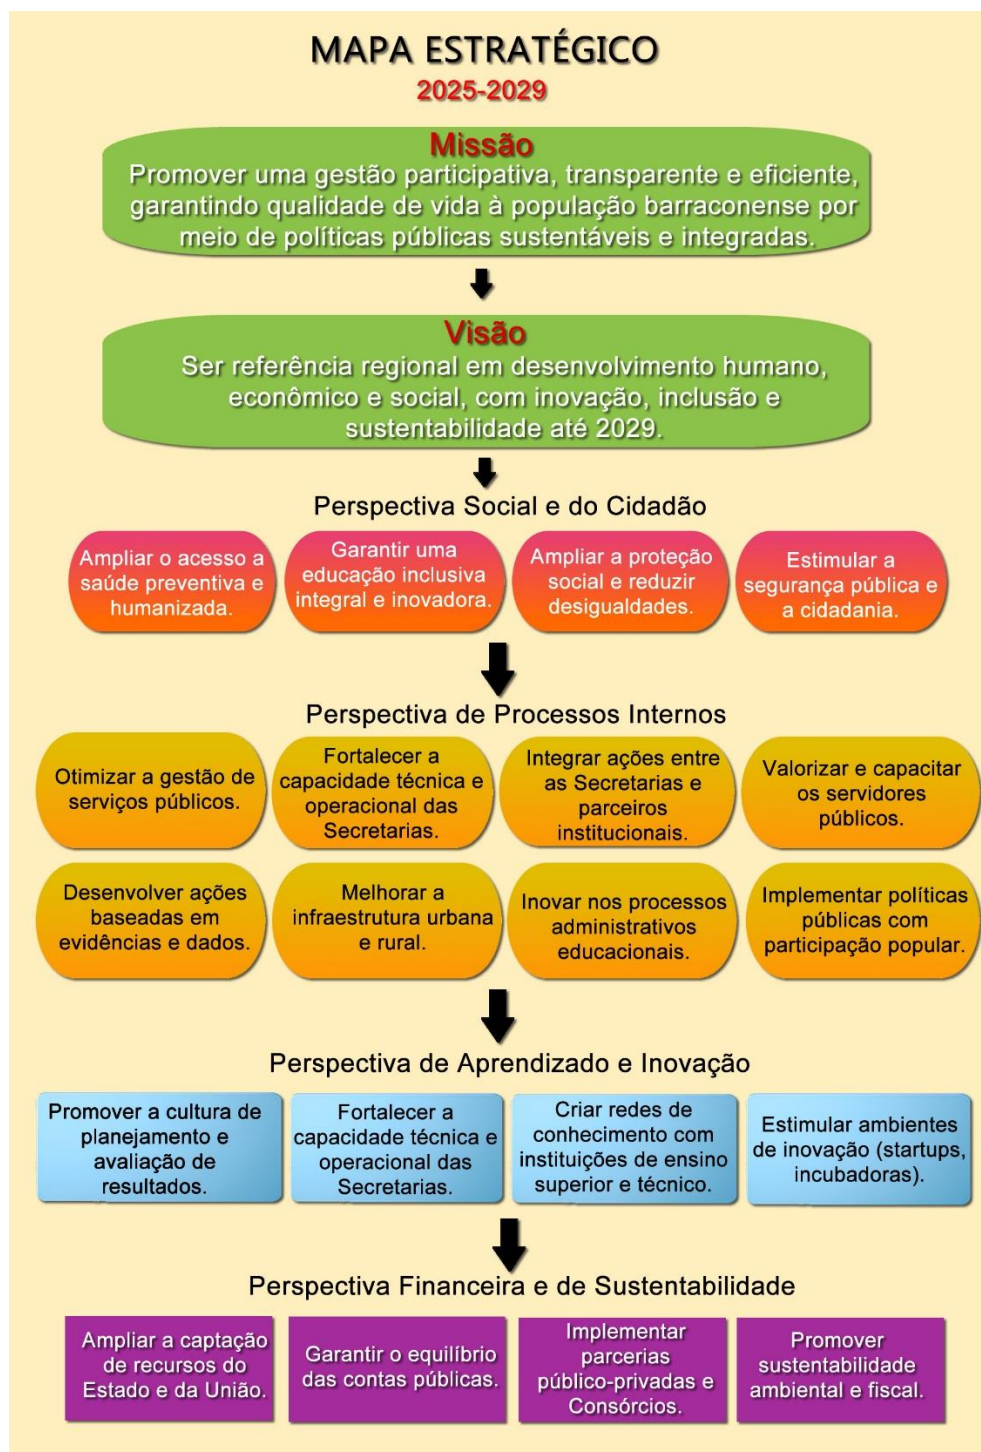 MAPA ESTRATÉGICO
2025-2029
Missão
Promover uma gestão participativa, transparente e eficiente,
garantindo qualidade de vida à população barraconense por
meio de políticas públicas sustentáveis e integradas.
Visão
Ser referência regional em desenvolvimento humano,
econômico e social, com inovação, inclusão e
sustentabilidade até 2029.
Perspectiva Social e do Cidadão
Ampliar o acesso a
saúde preventiva e
humanizada.
Garantir uma
educação inclusiva
integral e inovadora.
Ampliar a proteção
social e reduzir
desigualdades.
Estimular a
segurança pública e
a cidadania.
Perspectiva de Processos Internos
Otimizar a gestão de
serviços públicos.
Fortalecer a
capacidade técnica e
operacional das
Secretarias.
Integrar ações entre
as Secretarias e
parceiros
institucionais.
Valorizar e capacitar
os servidores
públicos.
Desenvolver ações
baseadas em
evidências e dados.
Melhorar a
infraestrutura urbana
e rural.
Inovar nos processos
administrativos
educacionais.
Implementar políticas
públicas com
participação popular.
Perspectiva de Aprendizado e Inovação
Promover a cultura de
planejamento e
avaliação de
resultados.
Fortalecer a
capacidade técnica e
operacional das
Secretarias.
Criar redes de
conhecimento com
instituições de ensino
superior e técnico.
Estimular ambientes
de inovação (startups,
incubadoras).
Perspectiva Financeira e de Sustentabilidade
Ampliar a captação
de recursos do
Estado e da União.
Garantir o equilíbrio
das contas públicas.
Implementar
parcerias
público-privadas e
Consórcios.
Promover
sustentabilidade
ambiental e fiscal.